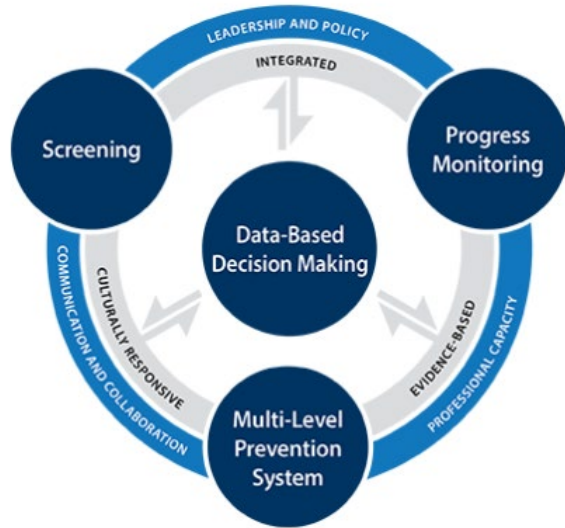 LEADERSHIP AND POLICY
INTEGRATED
Screening
Progress
Monitoring
Data-Based
Decision Making
COMMUNICATION AND COLLABORATION
CULTURALLY RESPONSIVE
EVIDENCE-BASED
PROFESSIONAL CAPACITY
Multi-Level
Prevention
System